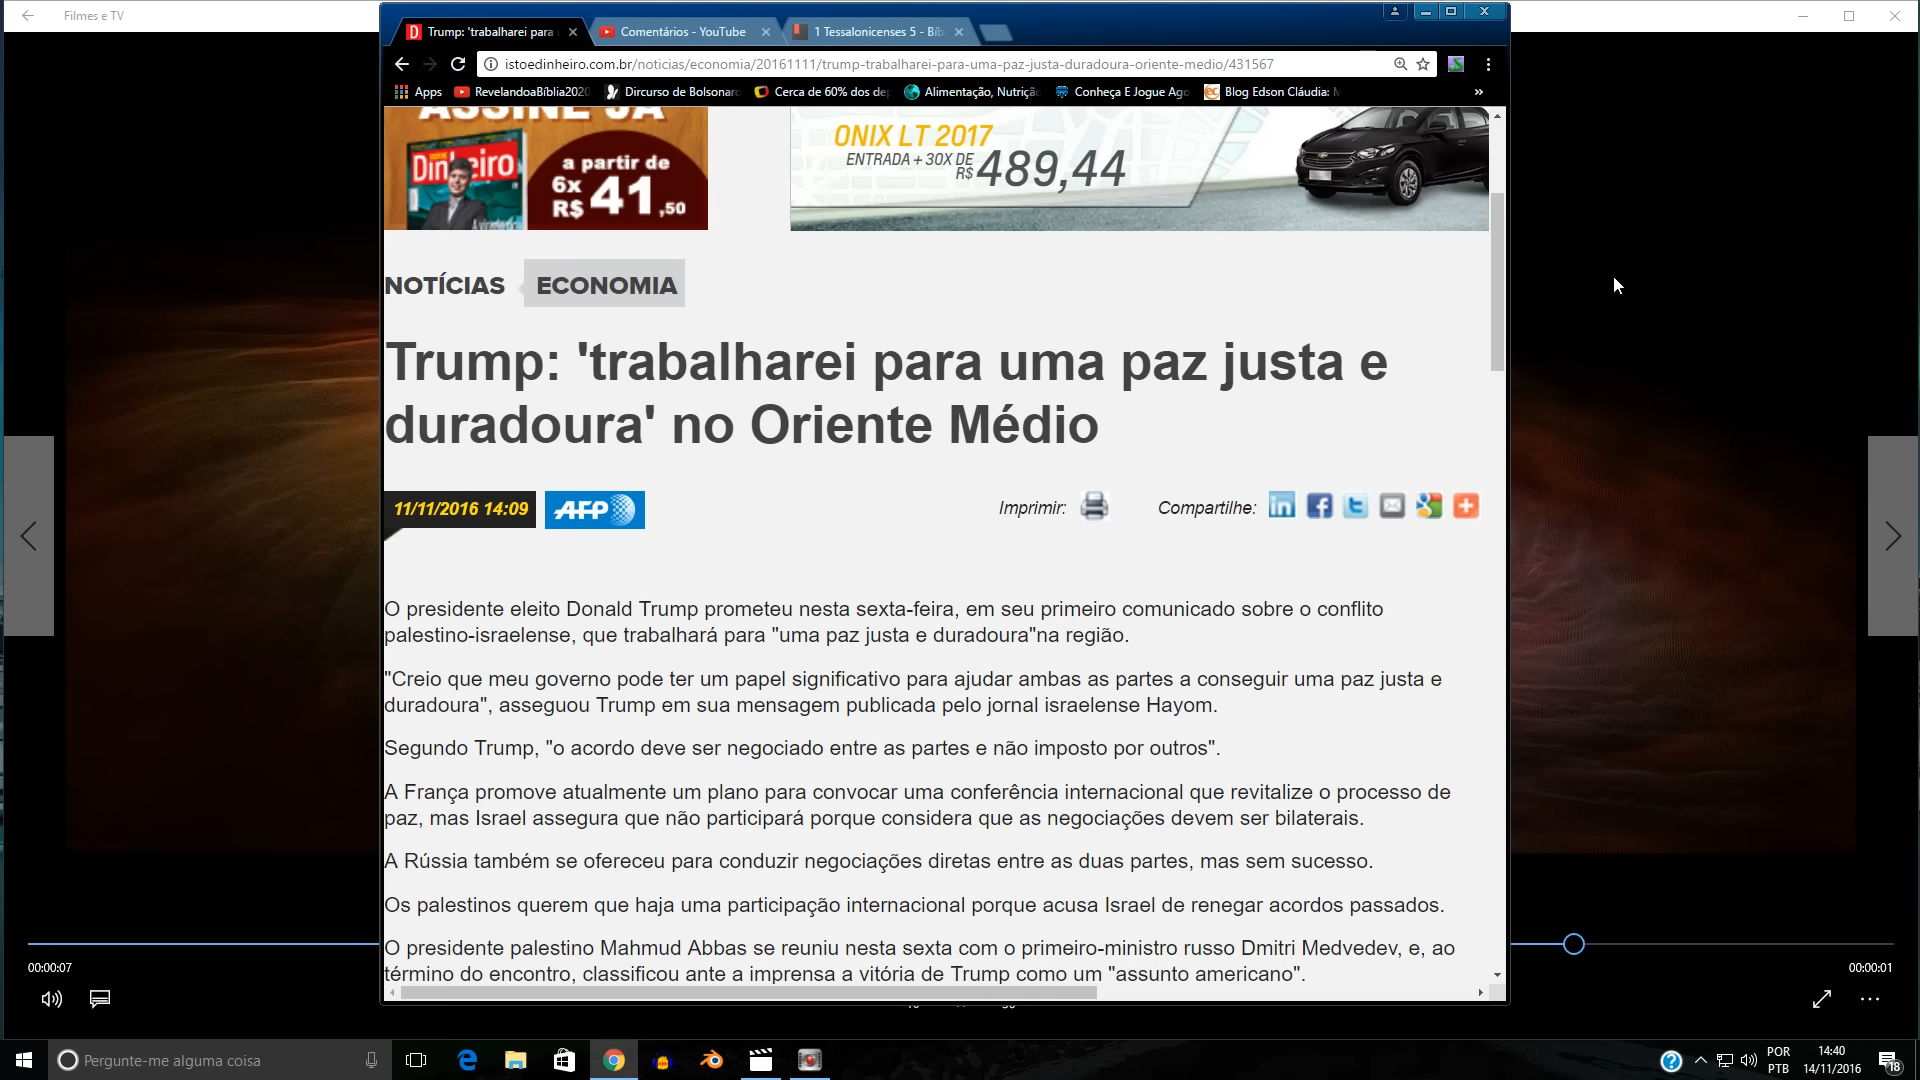 Filmes e TV
Trump: 'trabalharei para
Comentários - YouTube
1 Tessalonicenses 5 - Bíb
istoedinheiro.com.br/noticias/economia/20161111/trump-trabalharei-para-uma-paz-justa-duradoura-oriente-medio/431567
Apps
RevelandoaBíblia2020
Dircurso de Bolsonaro
Cerca de 60% dos de
Alimentação, Nutriçã
Conheça E Jogue Ago
Blog Edson Cláudia:
»
ASSINE JÁ
Dinheiro
a partir de
6x
R$ 41,50
ONIX LT 2017
ENTRADA + 30X DE
R$ 489,44
NOTÍCIAS
ECONOMIA
Trump: 'trabalharei para uma paz justa e
duradoura' no Oriente Médio
11/11/2016 14:09
AFP
Imprimir:
Compartilhe:
O presidente eleito Donald Trump prometeu nesta sexta-feira, em seu primeiro comunicado sobre o conflito
palestino-israelense, que trabalhará para "uma paz justa e duradoura"na região.
"Creio que meu governo pode ter um papel significativo para ajudar ambas as partes a conseguir uma paz justa e
duradoura", asseguou Trump em sua mensagem publicada pelo jornal israelense Hayom.
Segundo Trump, "o acordo deve ser negociado entre as partes e não imposto por outros".
A França promove atualmente um plano para convocar uma conferência internacional que revitalize o processo de
paz, mas Israel assegura que não participará porque considera que as negociações devem ser bilaterais.
A Rússia também se ofereceu para conduzir negociações diretas entre as duas partes, mas sem sucesso.
Os palestinos querem que haja uma participação internacional porque acusa Israel de renegar acordos passados.
O presidente palestino Mahmud Abbas se reuniu nesta sexta com o primeiro-ministro russo Dmitri Medvedev, e, ao
término do encontro, classificou ante a imprensa a vitória de Trump como um "assunto americano".
00:00:07
00:00:01
Pergunte-me alguma coisa
POR
PTB
14:40
14/11/2016
18